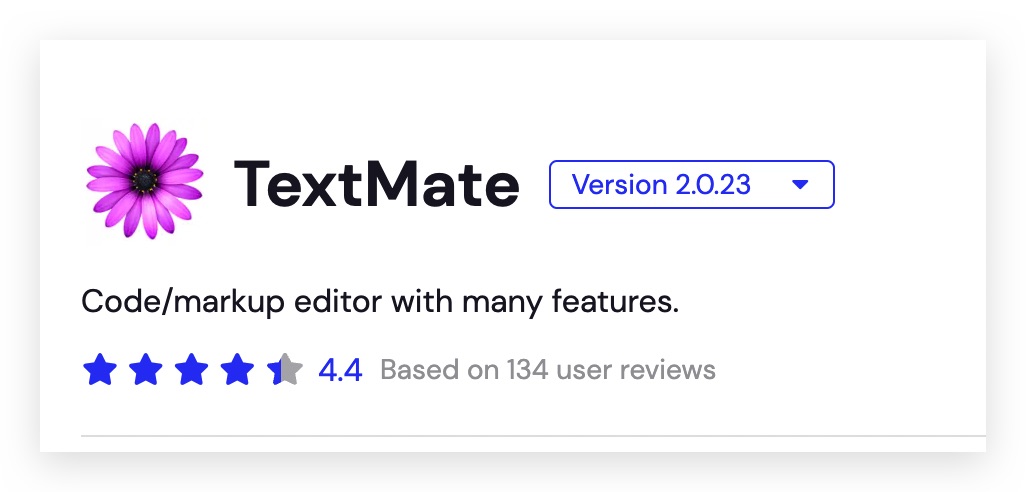 TextMate Version 2.0.23
Code/markup editor with many features.
4.4 Based on 134 user reviews